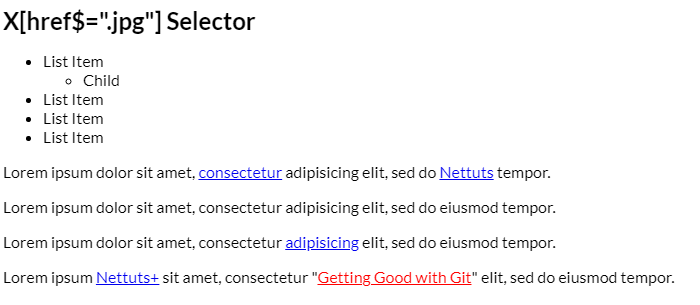 X[href$=".jpg"] Selector
List Item
Child
List Item
List Item
List Item
Lorem ipsum dolor sit amet, consectetur adipisicing elit, sed do Nettuts tempor.
Lorem ipsum dolor sit amet, consectetur adipisicing elit, sed do eiusmod tempor.
Lorem ipsum dolor sit amet, consectetur adipisicing elit, sed do eiusmod tempor.
Lorem ipsum Nettuts+ sit amet, consectetur "Getting Good with Git" elit, sed do eiusmod tempor.